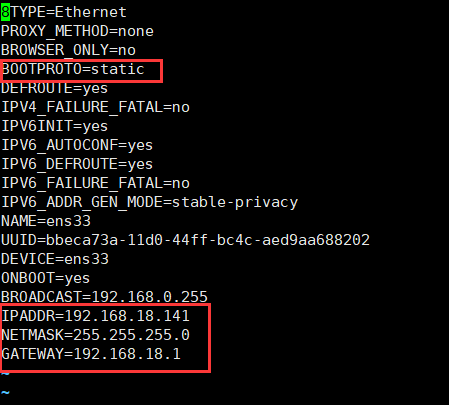 8TYPE=Ethernet
PROXY_METHOD=none
BROWSER_ONLY=no
BOOTPROTO=static
DEFROUTE=yes
IPV4_FAILURE_FATAL=no
IPV6INIT=yes
IPV6_AUTOCONF=yes
IPV6_DEFROUTE=yes
IPV6_FAILURE_FATAL=no
IPV6_ADDR_GEN_MODE=stable-privacy
NAME=ens33
UUID=bbeca73a-11d0-44ff-bc4c-aed9aa688202
DEVICE=ens33
ONBOOT=yes
BROADCAST=192.168.0.255
IPADDR=192.168.18.141
NETMASK=255.255.255.0
GATEWAY=192.168.18.1
~
~